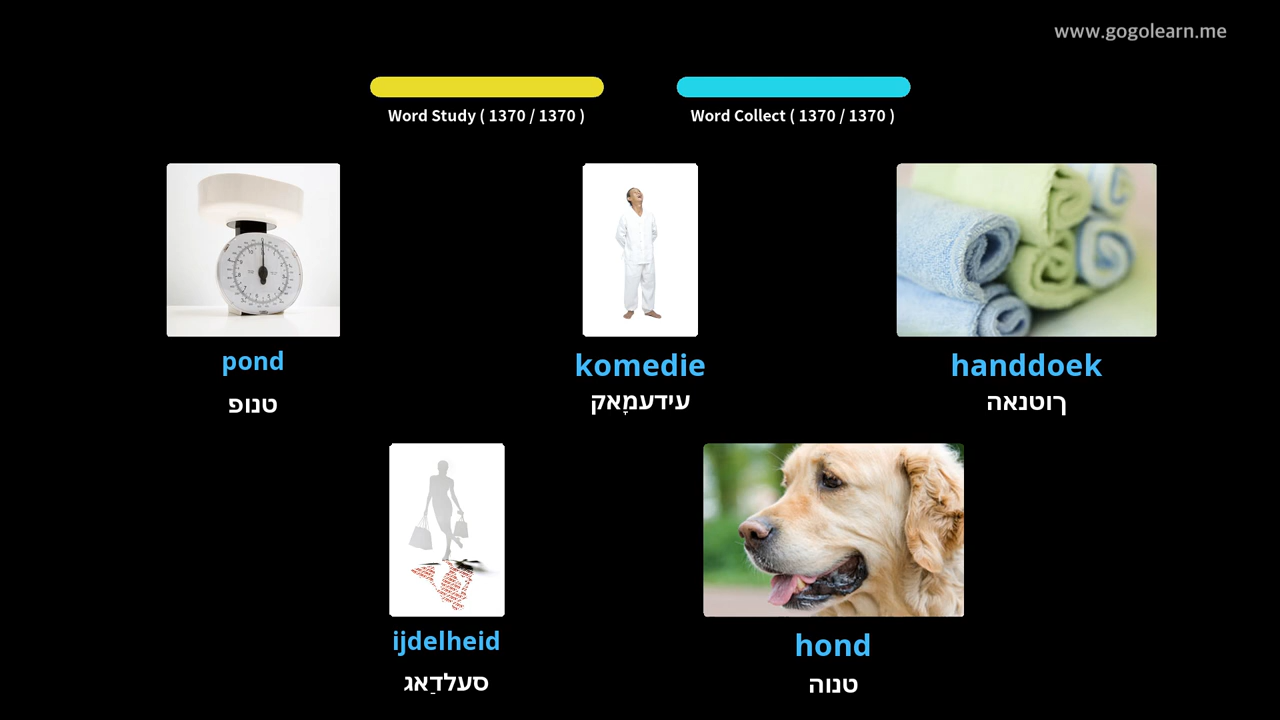 www.gogolearn.me
Word Study ( 1370 / 1370 )
Word Collect ( 1370 / 1370 )
pond
komedie
handdoek
טנופ
עידעמָאק
ךוטנאה
ijdelheid
hond
סעלדַאג
טנוה